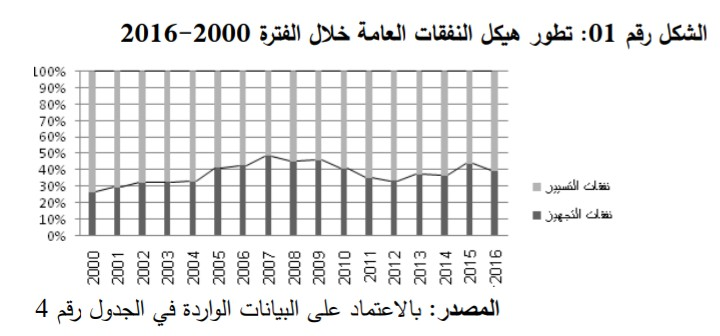 الشكل رقم 01: تطور هيكل النفقات العامة خلال الفترة 2000-2016
100%
90%
80%
70%
60%
50%
40%
30%
20%
10%
0%
نفقات التسيير
نفقات التجهيز
2000 2001 2002 2003 2004 2005 2006 2007 2008 2009 2010 2011 2012 2013 2014 2015 2016
المصدر: بالاعتماد على البيانات الواردة في الجدول رقم 4